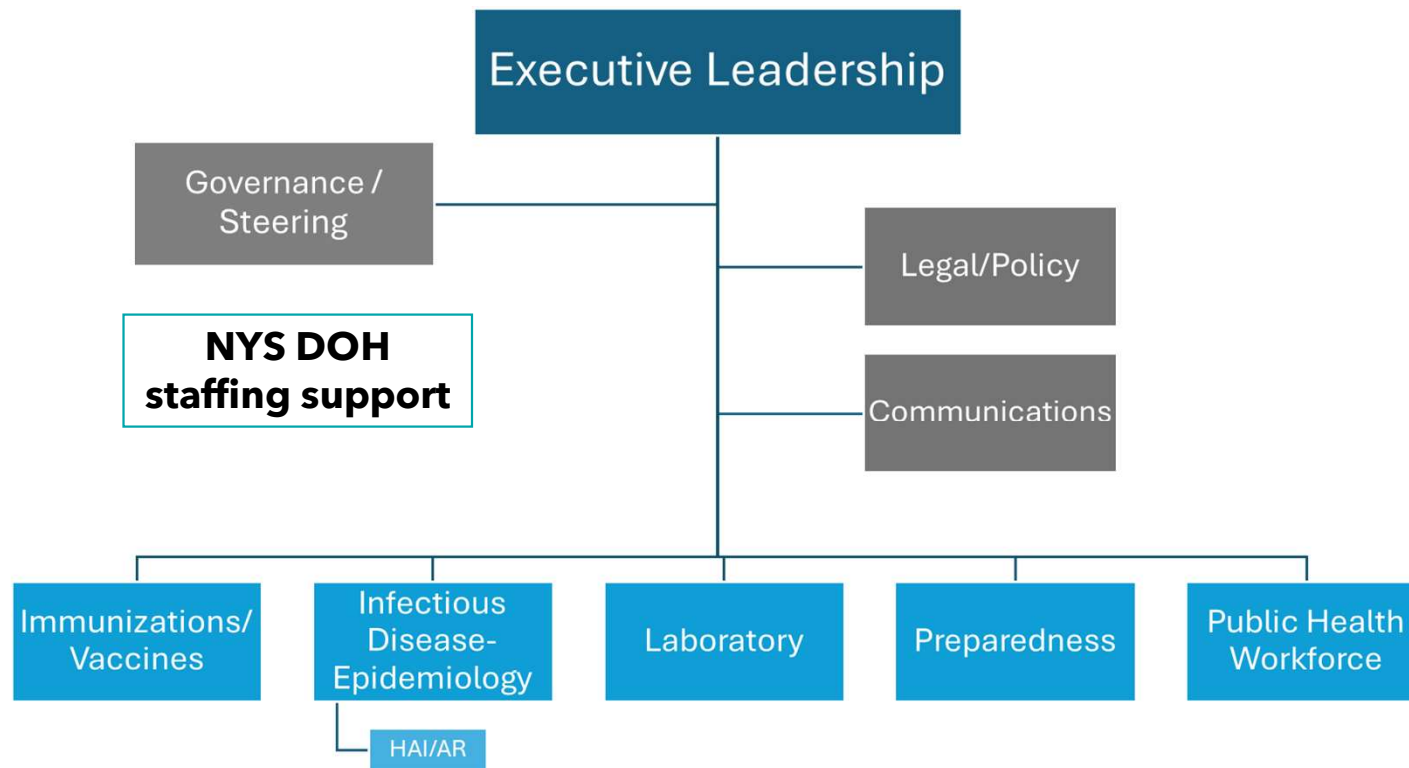 Executive Leadership
Governance /
Steering
Legal/Policy
NYS DOH
staffing support
Communications
Immunizations/
Vaccines
Infectious
Disease-
Epidemiology
Laboratory
Preparedness
Public Health
Workforce
HAI/AR